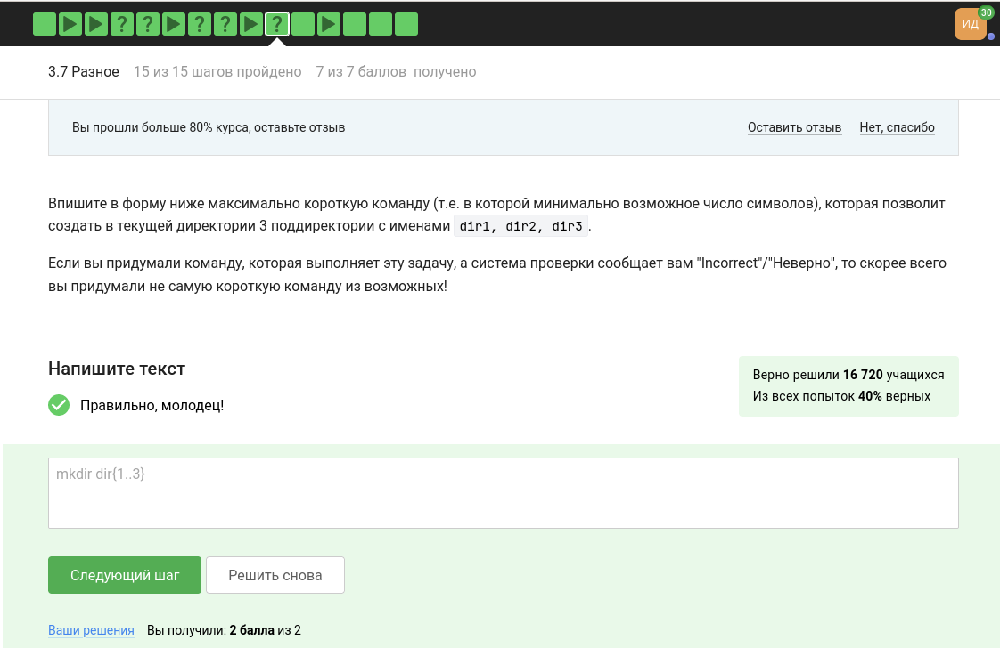 ? ? ? ? ?
ИД
30
3.7 Разное 15 из 15 шагов пройдено 7 из 7 баллов получено
Вы прошли больше 80% курса, оставьте отзыв Оставить отзыв Нет, спасибо
Впишите в форму ниже максимально короткую команду (т.е. в которой минимально возможное число символов), которая позволит
создать в текущей директории 3 поддиректории с именами dir1, dir2, dir3.
Если вы придумали команду, которая выполняет эту задачу, а система проверки сообщает вам "Incorrect"/"Неверно", то скорее всего
вы придумали не самую короткую команду из возможных!
Напишите текст
Правильно, молодец!
Верно решили 16 720 учащихся
Из всех попыток 40% верных
mkdir dir{1..3}
Следующий шаг Решить снова
Ваши решения Вы получили: 2 балла из 2